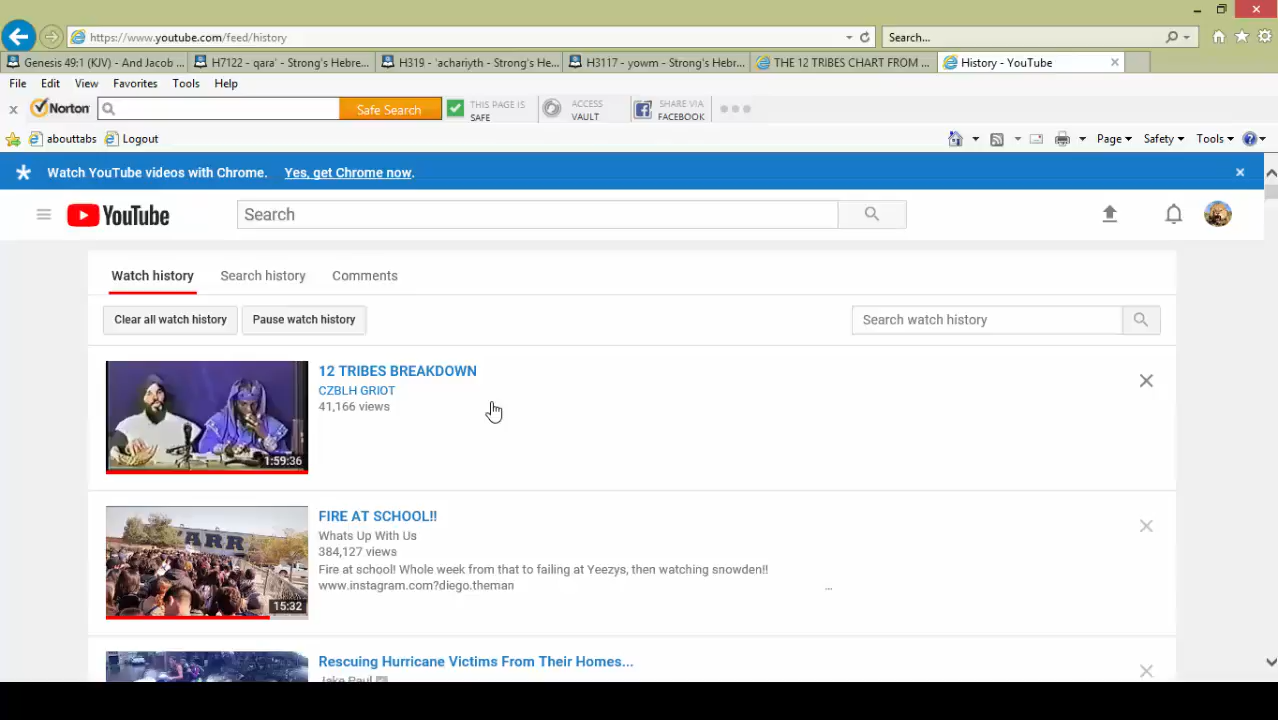 https://www.youtube.com/feed/history
Search...
Genesis 49:1 (KJV) - And Jacob ...
H7122 - qara' - Strong's Hebre...
H319 - 'achariyth - Strong's He...
H3117 - yowm - Strong's Hebr...
THE 12 TRIBES CHART FROM ...
History - YouTube
File Edit View Favorites Tools Help
x Norton Safe Search
THIS PAGE IS
SAFE
ACCESS
VAULT
SHARE VIA
FACEBOOK
abouttabs Logout
Page Safety Tools
Watch YouTube videos with Chrome. Yes, get Chrome now.
YouTube
Search
Watch history Search history Comments
Clear all watch history Pause watch history
Search watch history
12 TRIBES BREAKDOWN
CZBLH GRIOT
41,166 views
1:59:36
FIRE AT SCHOOL!!
Whats Up With Us
384,127 views
Fire at school! Whole week from that to failing at Yeezys, then watching snowden!!
www.instagram.com?diego.theman
...
ARR
15:32
Rescuing Hurricane Victims From Their Homes...
Jake Paul